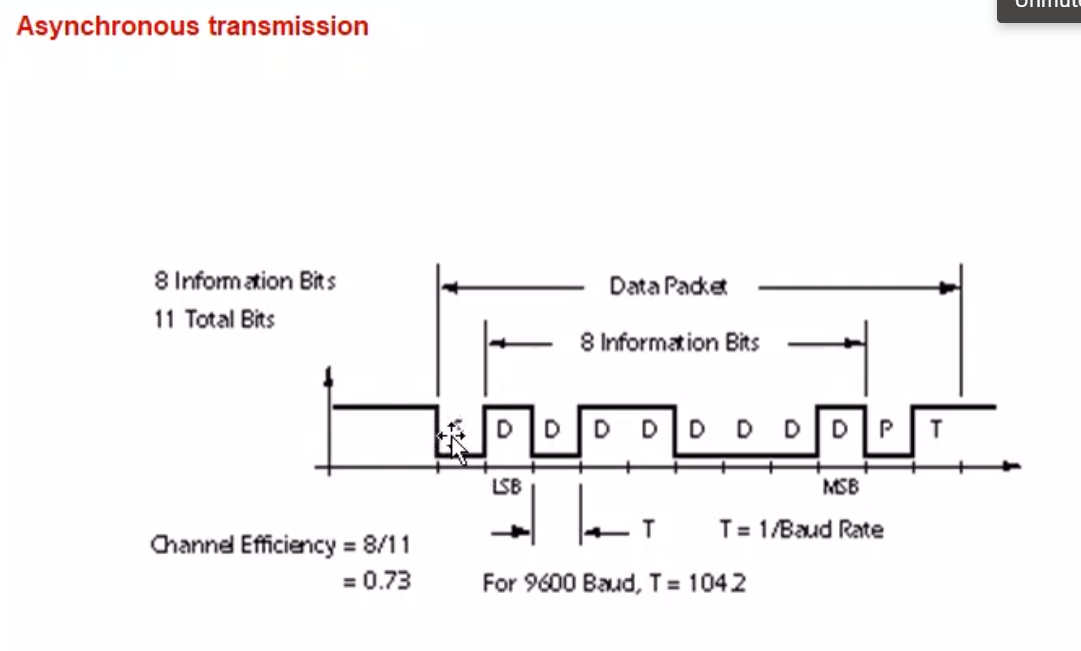 Asynchronous transmission
8 Information Bits
11 Total Bits
Data Packet
8 Information Bits
D D D D D D D D P T
LSB
MSB
T
T = 1/Baud Rate
Channel Efficiency = 8/11
= 0.73
For 9600 Baud, T = 104.2